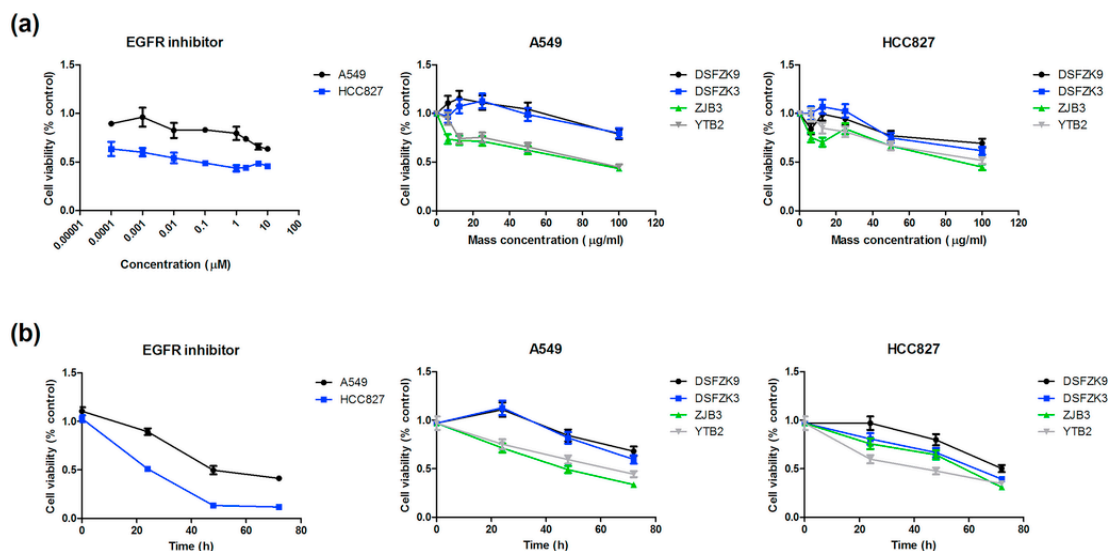 (a)
EGFR inhibitor
Cell viability (% control)
1.5
1.0
0.5
0.0
0.00001
0.0001
0.001
0.01
0.1
1
10
100
Concentration ( μM)
A549
HCC827
A549
Cell viability (% control)
1.5
1.0
0.5
0.0
0 20 40 60 80 100 120
Mass concentration ( μg/ml)
DSFZK9
DSFZK3
ZJB3
YTB2
HCC827
Cell viability (% control)
1.5
1.0
0.5
0.0
0 20 40 60 80 100 120
Mass concentration ( μg/ml)
DSFZK9
DSFZK3
ZJB3
YTB2
(b)
EGFR inhibitor
Cell viability (% control)
1.5
1.0
0.5
0.0
0 20 40 60 80
Time (h)
A549
HCC827
A549
Cell viability (% control)
1.5
1.0
0.5
0.0
0 20 40 60 80
Time (h)
DSFZK9
DSFZK3
ZJB3
YTB2
HCC827
Cell viability (% control)
1.5
1.0
0.5
0.0
0 20 40 60 80
Time (h)
DSFZK9
DSFZK3
ZJB3
YTB2